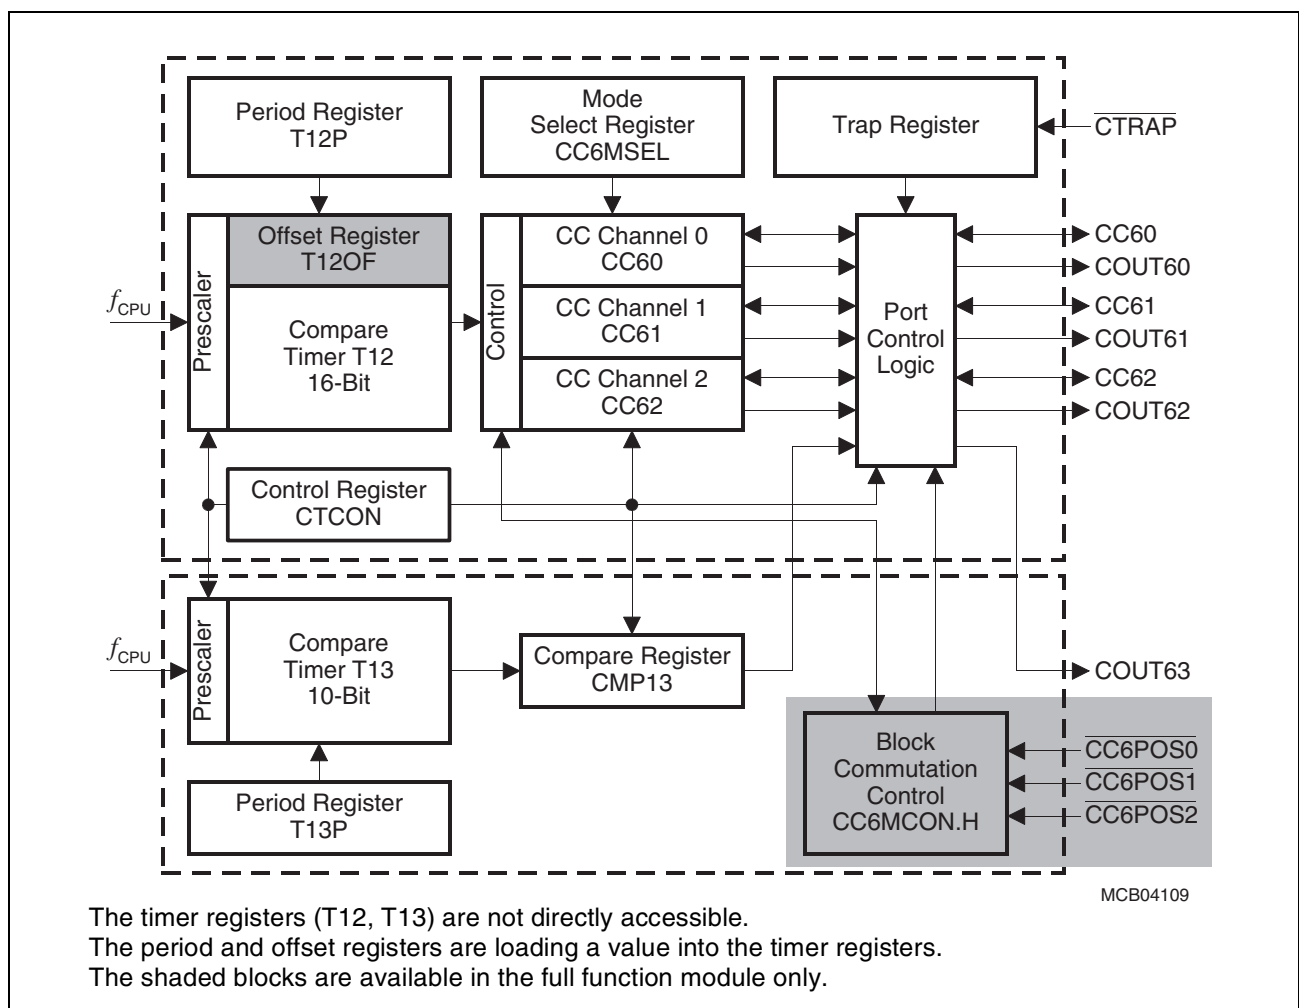 Period Register
T12P
Mode
Select Register
CC6MSEL
Trap Register
CTRAP
Prescaler
Offset Register
T12OF
Compare
Timer T12
16-Bit
fCPU
Control
CC Channel 0
CC60
CC Channel 1
CC61
CC Channel 2
CC62
Port
Control
Logic
CC60
COUT60
CC61
COUT61
CC62
COUT62
Control Register
CTCON
fCPU
Prescaler
Compare
Timer T13
10-Bit
Compare Register
CMP13
COUT63
Period Register
T13P
Block
Commutation
Control
CC6MCON.H
CC6POS0
CC6POS1
CC6POS2
MCB04109
The timer registers (T12, T13) are not directly accessible.
The period and offset registers are loading a value into the timer registers.
The shaded blocks are available in the full function module only.